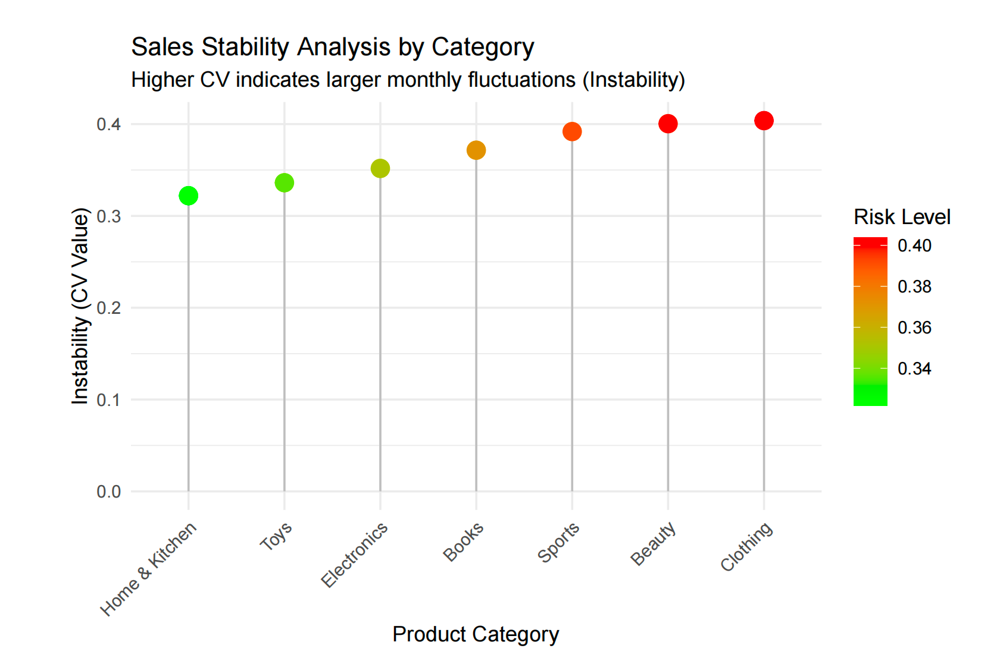 Sales Stability Analysis by Category
Higher CV indicates larger monthly fluctuations (Instability)
Instability (CV Value)
0.4
0.3
0.2
0.1
0.0
Home & Kitchen
Toys
Electronics
Books
Sports
Beauty
Clothing
Product Category
Risk Level
0.40
0.38
0.36
0.34